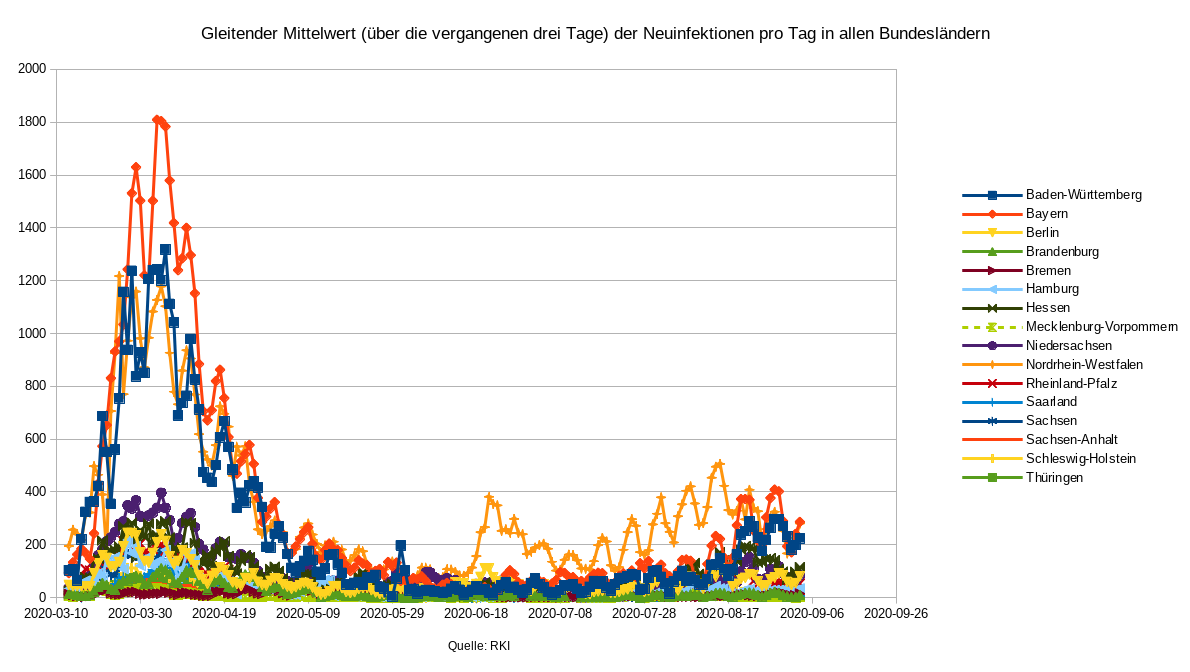 Gleitender Mittelwert (über die vergangenen drei Tage) der Neuinfektionen pro Tag in allen Bundesländern
2000
1800
1600
1400
1200
1000
800
600
400
200
0
2020-03-10 2020-03-30 2020-04-19 2020-05-09 2020-05-29 2020-06-18 2020-07-08 2020-07-28 2020-08-17 2020-09-06 2020-09-26
Baden-Württemberg
Bayern
Berlin
Brandenburg
Bremen
Hamburg
Hessen
Mecklenburg-Vorpommern
Niedersachsen
Nordrhein-Westfalen
Rheinland-Pfalz
Saarland
Sachsen
Sachsen-Anhalt
Schleswig-Holstein
Thüringen
Quelle: RKI